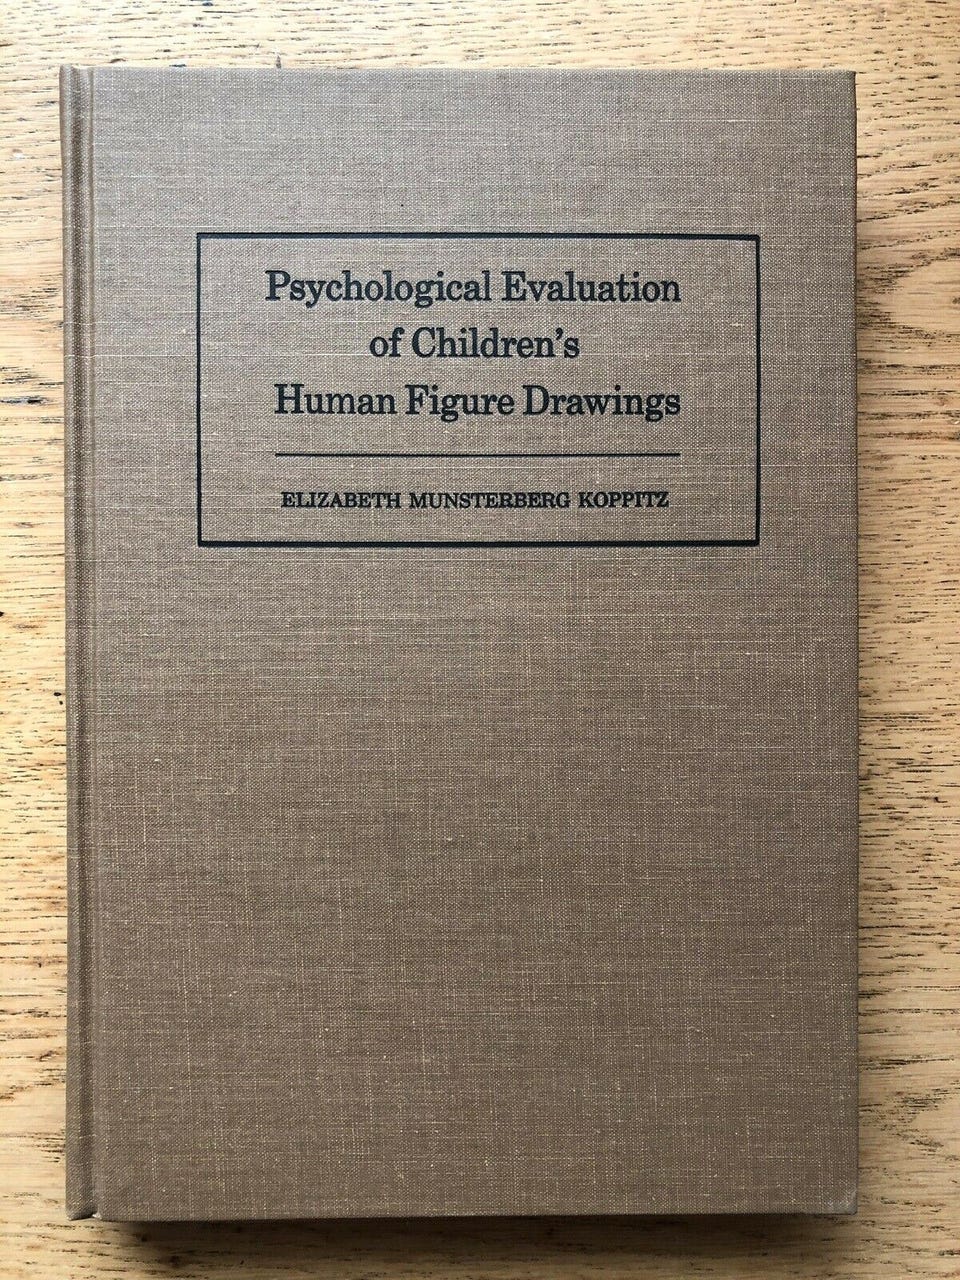 Psychological Evaluation
of Children's
Human Figure Drawings
ELIZABETH MUNSTERBERG KOPPITZ